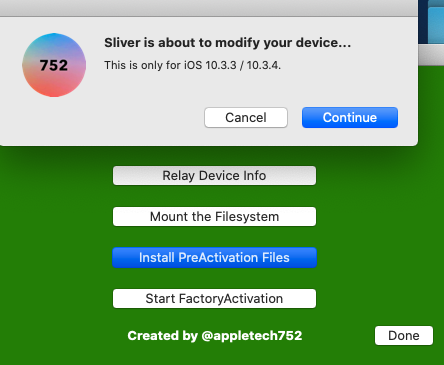 Sliver is about to modify your device...
752
This is only for iOS 10.3.3 / 10.3.4.
Cancel
Continue
Relay Device Info
Mount the Filesystem
Install PreActivation Files
Start FactoryActivation
Created by @appletech752
Done